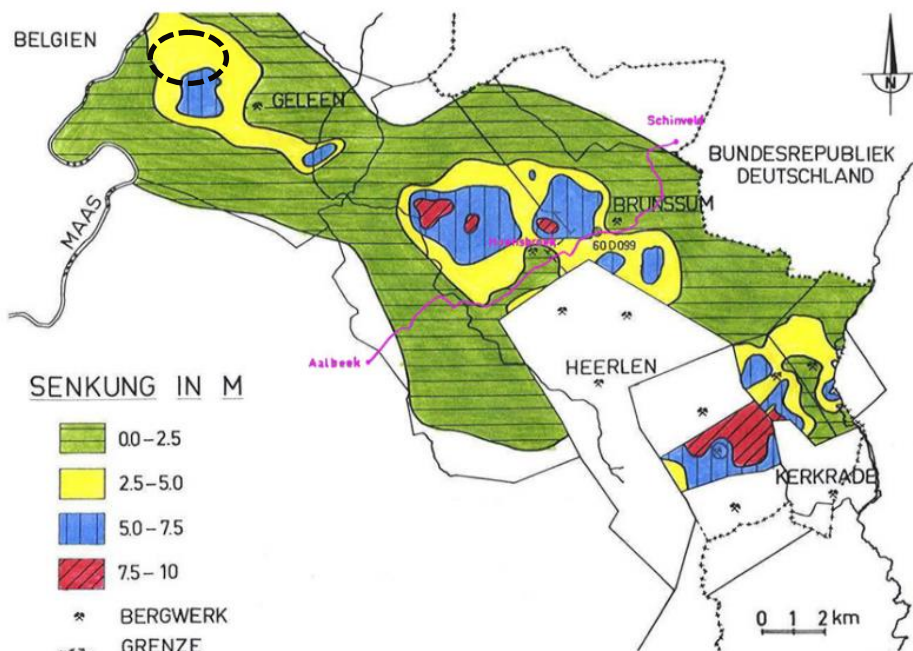 BELGIEN
GELEEN
Schinveld
BUNDESREPUBLIEK
DEUTSCHLAND
MAAS
BRUNSSUM
60D099
Aalbeek
HEERLEN
SENKUNG IN M
0.0-2.5
2.5-5.0
5.0-7.5
7.5-10
BERGWERK
GRENZE
KERKRADE
0 1 2 km
N